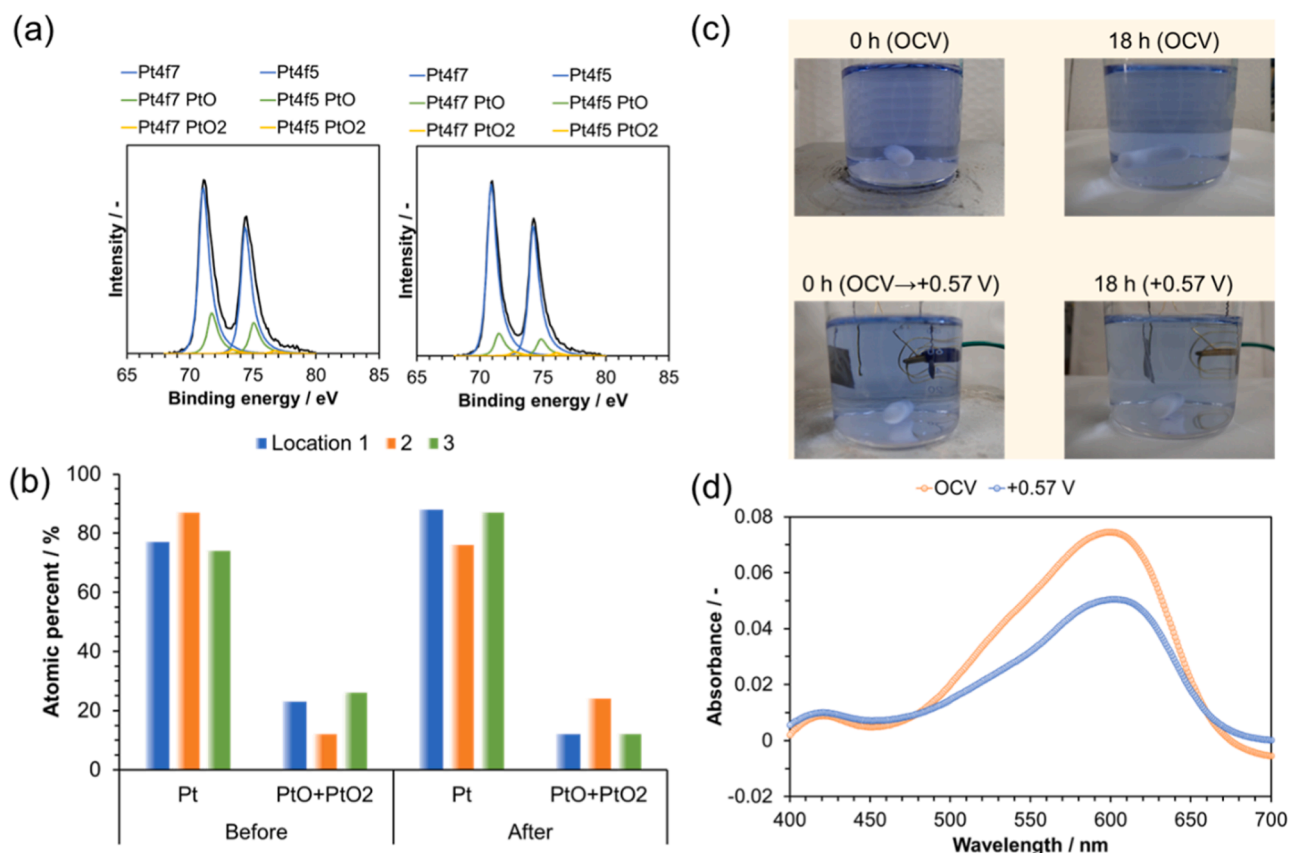 (a)
Pt4f7 Pt4f5
Pt4f7 PtO Pt4f5 PtO
Pt4f7 PtO2 Pt4f5 PtO2
Intensity / -
65 70 75 80 85
Binding energy / eV
Pt4f7 Pt4f5
Pt4f7 PtO Pt4f5 PtO
Pt4f7 PtO2 Pt4f5 PtO2
Intensity / -
65 70 75 80 85
Binding energy / eV
(b)
Location 1 2 3
Atomic percent / %
100
80
60
40
20
0
Pt PtO+PtO2 Pt PtO+PtO2
Before After
(c)
0 h (OCV) 18 h (OCV)
0 h (OCV→+0.57 V) 18 h (+0.57 V)
(d)
OCV +0.57 V
Absorbance / -
0.08
0.06
0.04
0.02
0
-0.02
400 450 500 550 600 650 700
Wavelength / nm